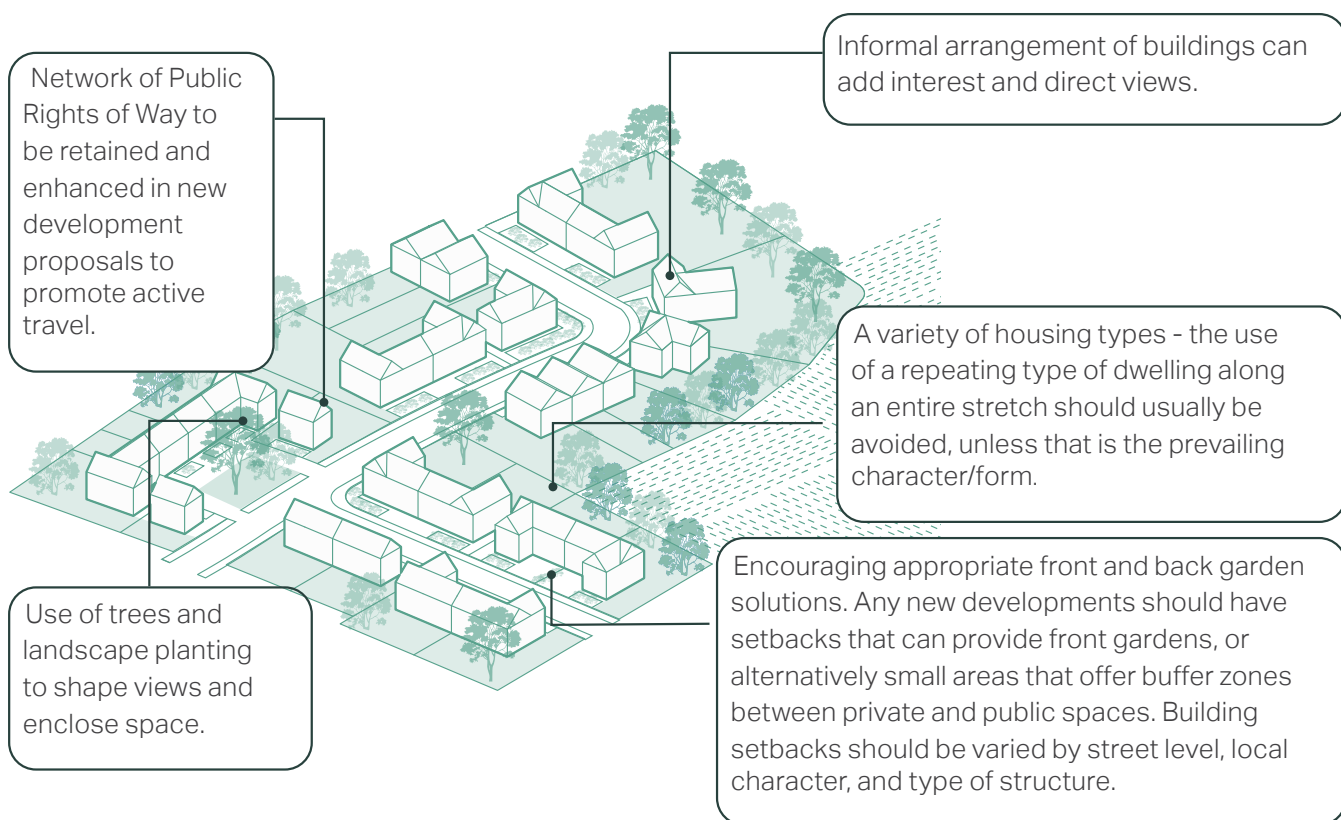 Network of Public
Rights of Way to
be retained and
enhanced in new
development
proposals to
promote active
travel.
Informal arrangement of buildings can
add interest and direct views.
A variety of housing types - the use
of a repeating type of dwelling along
an entire stretch should usually be
avoided, unless that is the prevailing
character/form.
Use of trees and
landscape planting
to shape views and
enclose space.
Encouraging appropriate front and back garden
solutions. Any new developments should have
setbacks that can provide front gardens, or
alternatively small areas that offer buffer zones
between private and public spaces. Building
setbacks should be varied by street level, local
character, and type of structure.